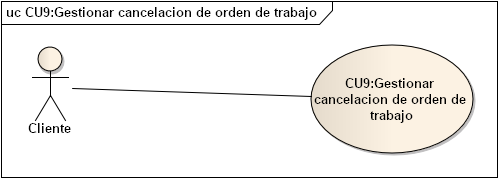 uc CU9:Gestionar cancelacion de orden de trabajo
CU9:Gestionar
cancelacion de orden de
trabajo
Cliente